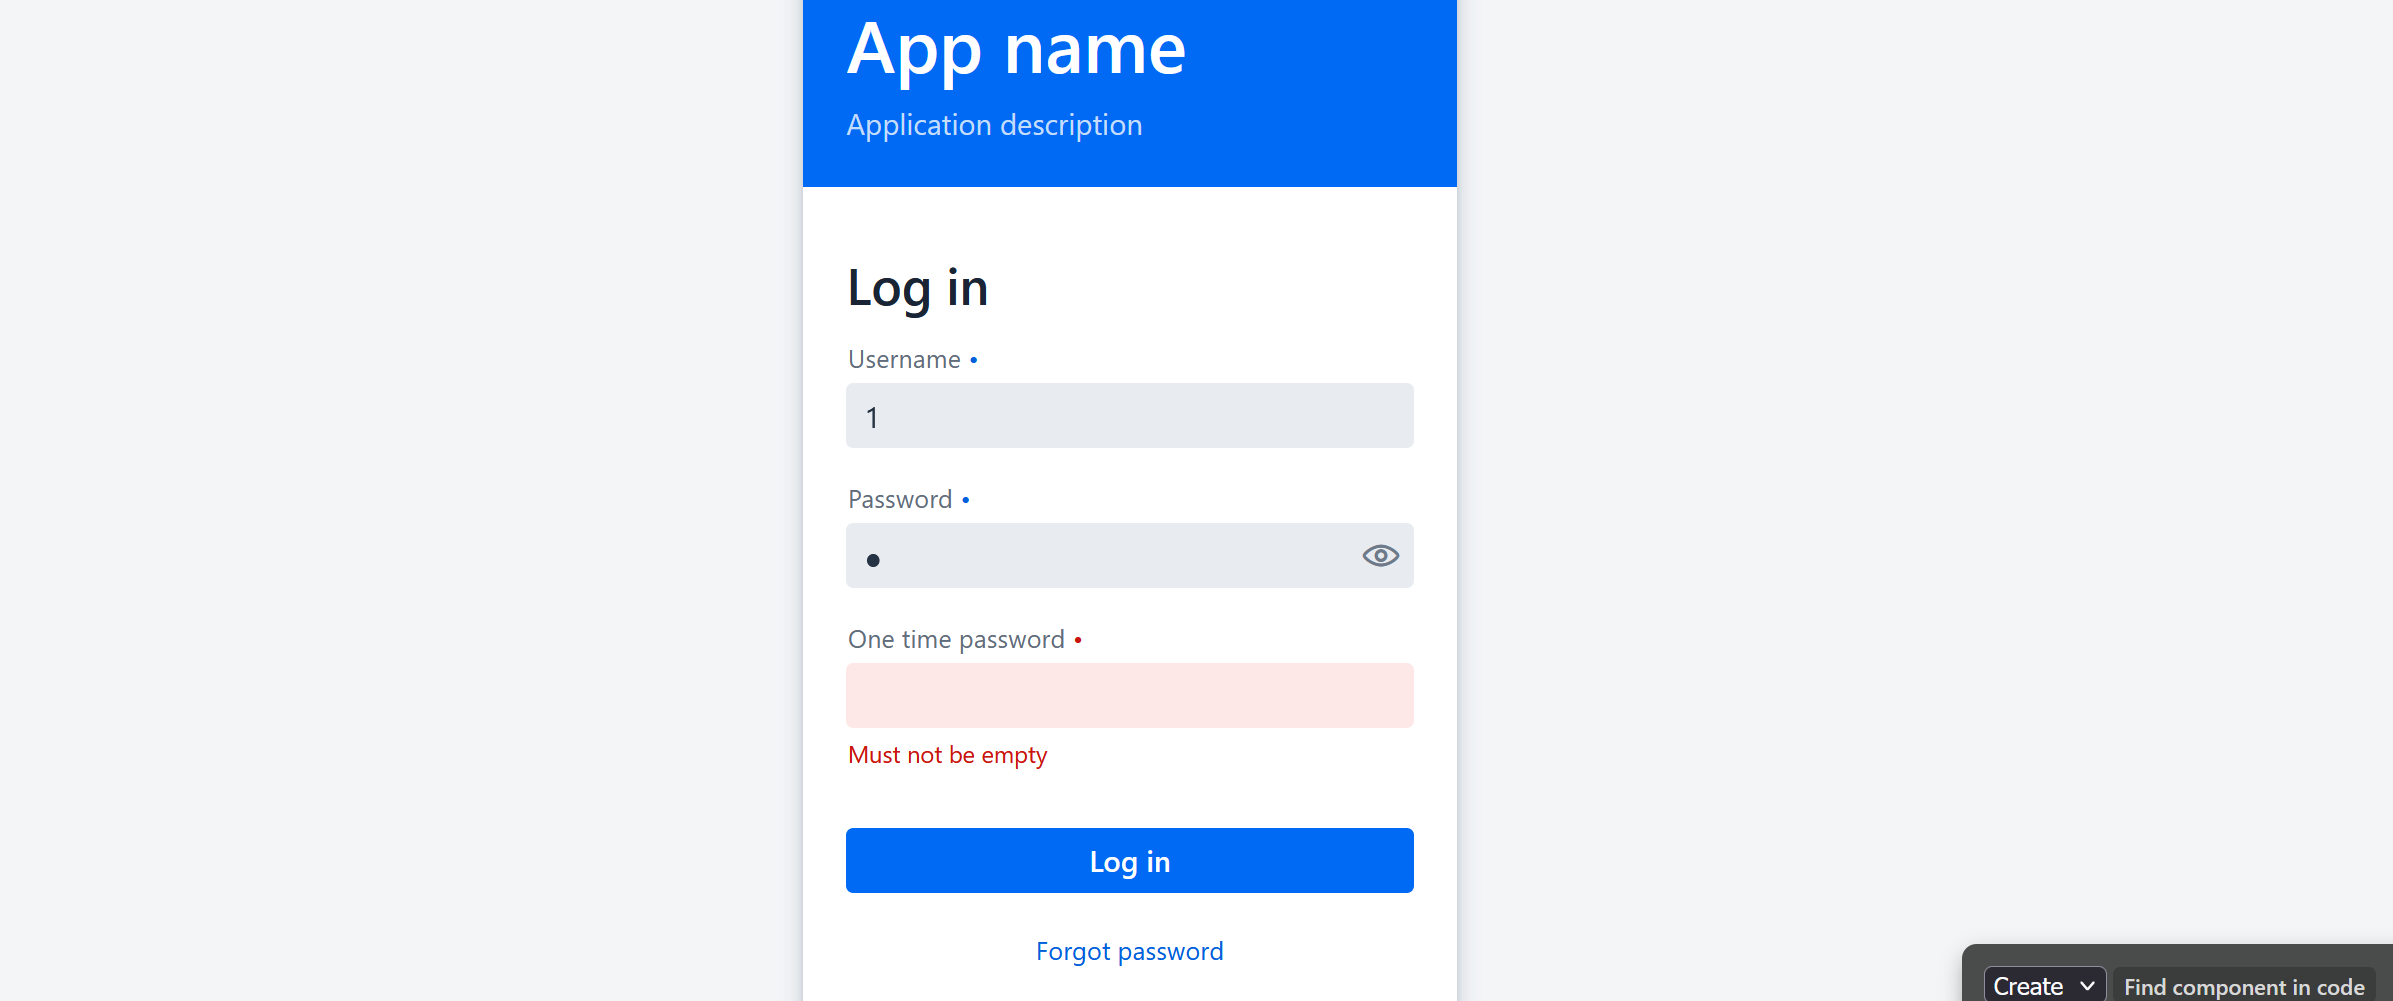 App name
Application description
Log in
Username •
1
Password •
●
One time password •
Must not be empty
Log in
Forgot password
Create
Find component in code